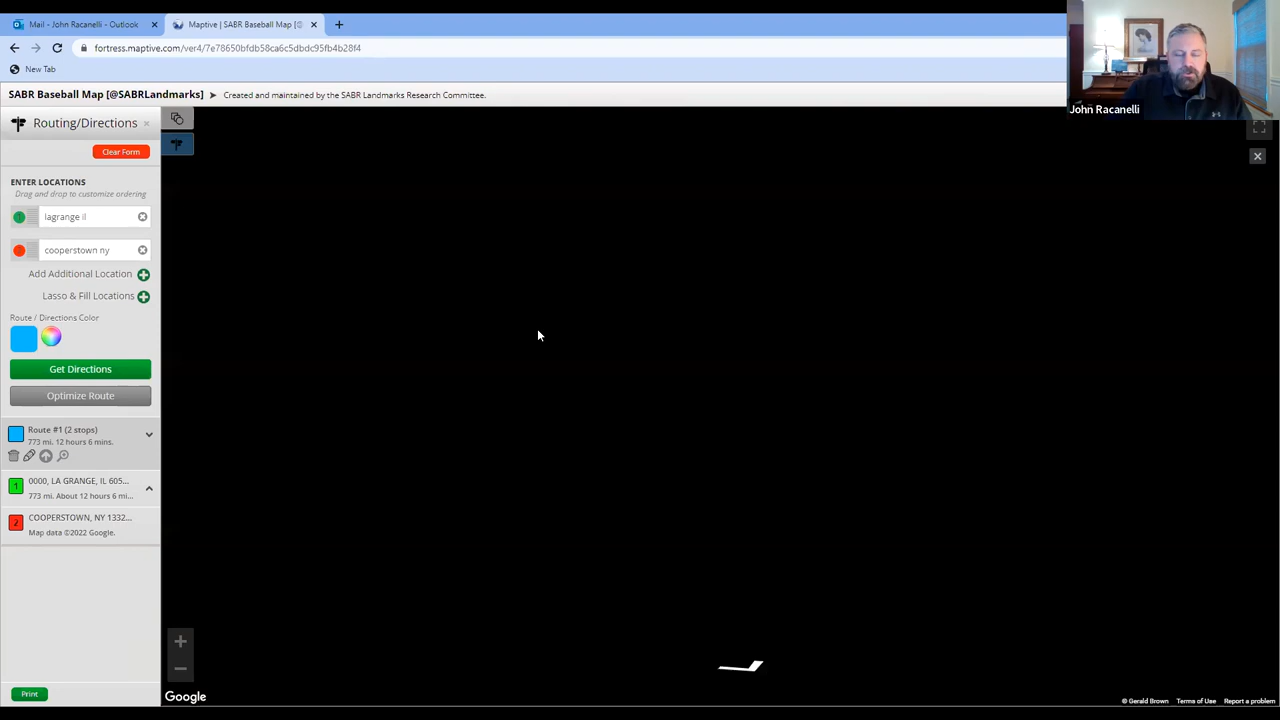 Mail - John Racanelli - Outlook
Maptive | SABR Baseball Map [@
fortress.maptive.com/ver4/7e78650bfdb58ca6c5dbdc95fb4b28f4
New Tab
SABR Baseball Map [@SABRLandmarks]
Created and maintained by the SABR Landmarks Research Committee.
John Racanelli
Routing/Directions
Clear Form
ENTER LOCATIONS
Drag and drop to customize ordering
lagrange il
cooperstown ny
Add Additional Location
Lasso & Fill Locations
Route / Directions Color
Get Directions
Optimize Route
Route #1 (2 stops)
773 mi. 12 hours 6 mins.
1
0000, LA GRANGE, IL 605...
773 mi. About 12 hours 6 mi...
2
COOPERSTOWN, NY 1332...
Map data ©2022 Google.
Print
Google
© Gerald Brown
Terms of Use
Report a problem